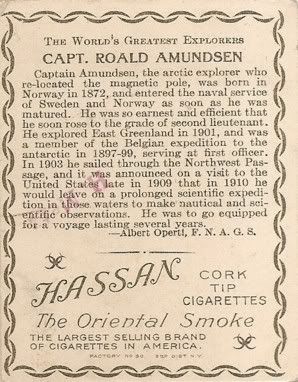 The World's Greatest Explorers
CAPT. ROALD AMUNDSEN
Captain Amundsen, the arctic explorer who
re-located the magnetic pole, was born in
Norway in 1872, and entered the naval service
of Sweden and Norway as soon as he was
matured. He was so earnest and efficient that
he soon rose to the grade of second lieutenant.
He explored East Greenland in 1901, and was
a member of the Belgian expedition to the
antarctic in 1897-99, serving at first officer.
In 1903 he sailed through the Northwest Pas-
sage, and it was announced on a visit to the
United States late in 1909 that in 1910 he
would leave on a prolonged scientific expedi-
tion in those waters to make nautical and sci-
entific observations. He was to go equipped
for a voyage lasting several years.
—Albert Operti, F. N. A. G. S.
HASSAN
CORK
TIP
CIGARETTES
The Oriental Smoke
THE LARGEST SELLING BRAND
OF CIGARETTES IN AMERICA.
FACTORY NO 30. DIST. N.Y.